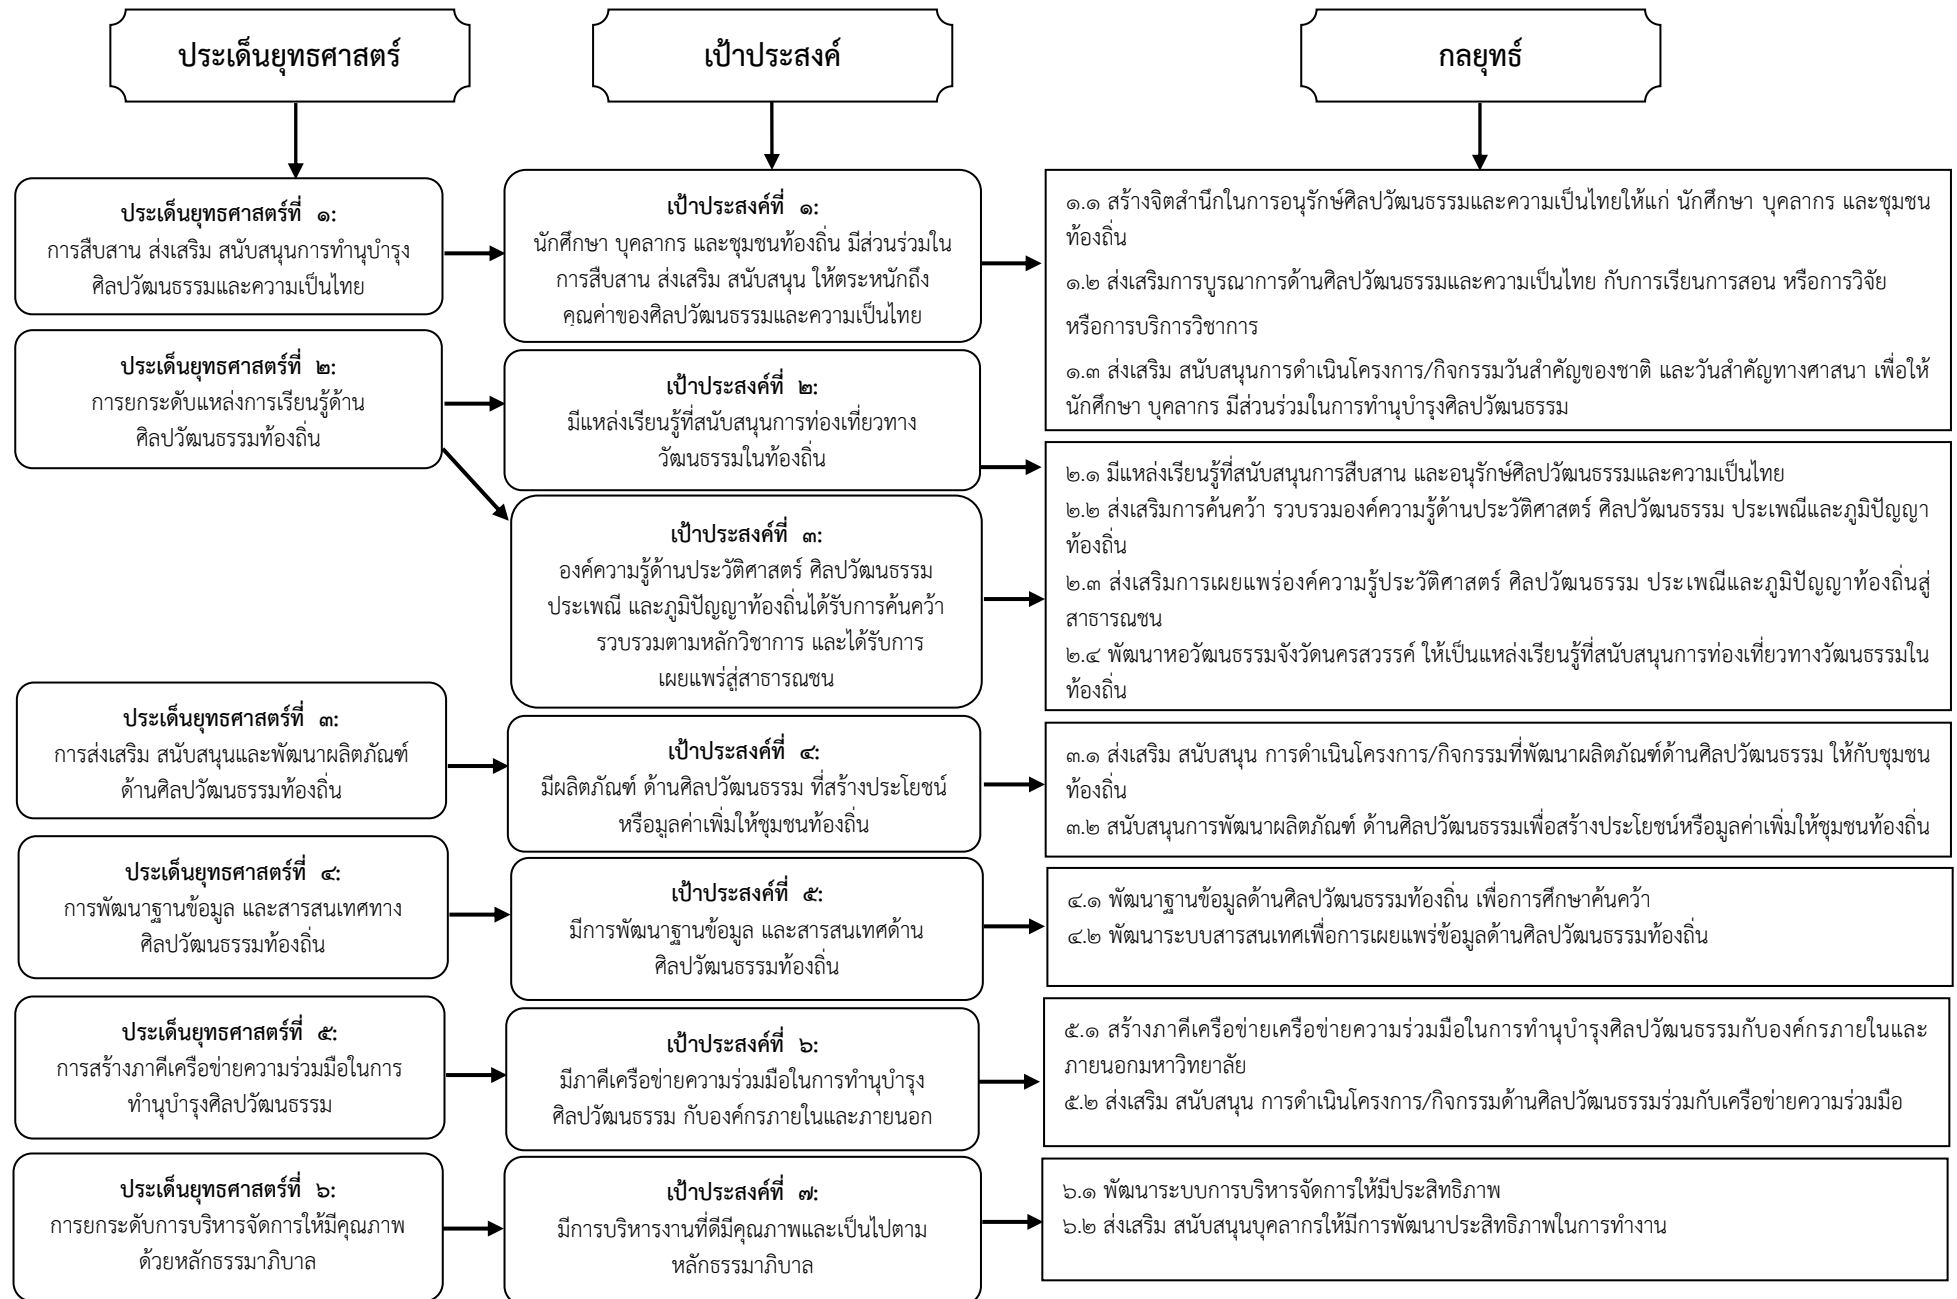 ประเด็นยุทธศาสตร์
เป้าประสงค์
กลยุทธ์
ประเด็นยุทธศาสตร์ที่ ๑:
การสืบสาน ส่งเสริม สนับสนุนการทำนุบำรุง
ศิลปวัฒนธรรมและความเป็นไทย
เป้าประสงค์ที่ ๑:
นักศึกษา บุคลากร และชุมชนท้องถิ่น มีส่วนร่วมใน
การสืบสาน ส่งเสริม สนับสนุน ให้ตระหนักถึง
คุณค่าของศิลปวัฒนธรรมและความเป็นไทย
๑.๑ สร้างจิตสำนึกในการอนุรักษ์ศิลปวัฒนธรรมและความเป็นไทยให้แก่ นักศึกษา บุคลากร และชุมชน
ท้องถิ่น
๑.๒ ส่งเสริมการบูรณาการด้านศิลปวัฒนธรรมและความเป็นไทย กับการเรียนการสอน หรือการวิจัย
หรือการบริการวิชาการ
๑.๓ ส่งเสริม สนับสนุนการดำเนินโครงการ/กิจกรรมวันสำคัญของชาติ และวันสำคัญทางศาสนา เพื่อให้
นักศึกษา บุคลากร มีส่วนร่วมในการทำนุบำรุงศิลปวัฒนธรรม
ประเด็นยุทธศาสตร์ที่ ๒:
การยกระดับแหล่งการเรียนรู้ด้าน
ศิลปวัฒนธรรมท้องถิ่น
เป้าประสงค์ที่ ๒:
มีแหล่งเรียนรู้ที่สนับสนุนการท่องเที่ยวทาง
วัฒนธรรมในท้องถิ่น
เป้าประสงค์ที่ ๓:
องค์ความรู้ด้านประวัติศาสตร์ ศิลปวัฒนธรรม
ประเพณี และภูมิปัญญาท้องถิ่นได้รับการค้นคว้า
รวบรวมตามหลักวิชาการ และได้รับการ
เผยแพร่สู่สาธารณชน
๒.๑ มีแหล่งเรียนรู้ที่สนับสนุนการสืบสาน และอนุรักษ์ศิลปวัฒนธรรมและความเป็นไทย
๒.๒ ส่งเสริมการค้นคว้า รวบรวมองค์ความรู้ด้านประวัติศาสตร์ ศิลปวัฒนธรรม ประเพณีและภูมิปัญญา
ท้องถิ่น
๒.๓ ส่งเสริมการเผยแพร่องค์ความรู้ประวัติศาสตร์ ศิลปวัฒนธรรม ประเพณีและภูมิปัญญาท้องถิ่นสู่
สาธารณชน
๒.๔ พัฒนาหอวัฒนธรรมจังวัดนครสวรรค์ ให้เป็นแหล่งเรียนรู้ที่สนับสนุนการท่องเที่ยวทางวัฒนธรรมใน
ท้องถิ่น
ประเด็นยุทธศาสตร์ที่ ๓:
การส่งเสริม สนับสนุนและพัฒนาผลิตภัณฑ์
ด้านศิลปวัฒนธรรมท้องถิ่น
เป้าประสงค์ที่ ๔:
มีผลิตภัณฑ์ ด้านศิลปวัฒนธรรม ที่สร้างประโยชน์
หรือมูลค่าเพิ่มให้ชุมชนท้องถิ่น
๓.๑ ส่งเสริม สนับสนุน การดำเนินโครงการ/กิจกรรมที่พัฒนาผลิตภัณฑ์ด้านศิลปวัฒนธรรม ให้กับชุมชน
ท้องถิ่น
๓.๒ สนับสนุนการพัฒนาผลิตภัณฑ์ ด้านศิลปวัฒนธรรมเพื่อสร้างประโยชน์หรือมูลค่าเพิ่มให้ชุมชนท้องถิ่น
ประเด็นยุทธศาสตร์ที่ ๔:
การพัฒนาฐานข้อมูล และสารสนเทศทาง
ศิลปวัฒนธรรมท้องถิ่น
เป้าประสงค์ที่ ๕:
มีการพัฒนาฐานข้อมูล และสารสนเทศด้าน
ศิลปวัฒนธรรมท้องถิ่น
๔.๑ พัฒนาฐานข้อมูลด้านศิลปวัฒนธรรมท้องถิ่น เพื่อการศึกษาค้นคว้า
๔.๒ พัฒนาระบบสารสนเทศเพื่อการเผยแพร่ข้อมูลด้านศิลปวัฒนธรรมท้องถิ่น
ประเด็นยุทธศาสตร์ที่ ๕:
การสร้างภาคีเครือข่ายความร่วมมือในการ
ทำนุบำรุงศิลปวัฒนธรรม
เป้าประสงค์ที่ ๖:
มีภาคีเครือข่ายความร่วมมือในการทำนุบำรุง
ศิลปวัฒนธรรม กับองค์กรภายในและภายนอก
๕.๑ สร้างภาคีเครือข่ายเครือข่ายความร่วมมือในการทำนุบำรุงศิลปวัฒนธรรมกับองค์กรภายในและ
ภายนอกมหาวิทยาลัย
๕.๒ ส่งเสริม สนับสนุน การดำเนินโครงการ/กิจกรรมด้านศิลปวัฒนธรรมร่วมกับเครือข่ายความร่วมมือ
ประเด็นยุทธศาสตร์ที่ ๖:
การยกระดับการบริหารจัดการให้มีคุณภาพ
ด้วยหลักธรรมาภิบาล
เป้าประสงค์ที่ ๗:
มีการบริหารงานที่ดีมีคุณภาพและเป็นไปตาม
หลักธรรมาภิบาล
๖.๑ พัฒนาระบบการบริหารจัดการให้มีประสิทธิภาพ
๖.๒ ส่งเสริม สนับสนุนบุคลากรให้มีการพัฒนาประสิทธิภาพในการทำงาน